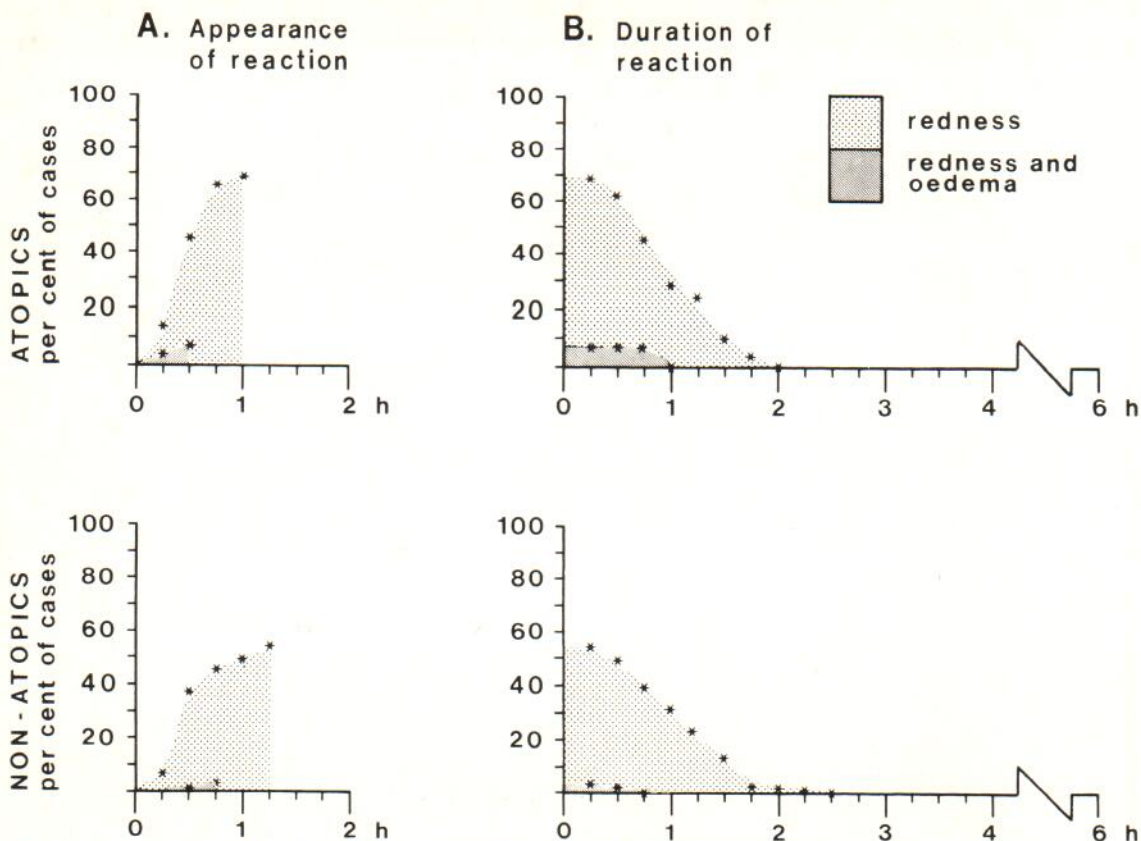 A. Appearance
of reaction
B. Duration of
reaction
redness
redness and
oedema
ATOPICS
per cent of cases
100
80
60
40
20
0 1 2 h
100
80
60
40
20
0 1 2 3 4 6 h
NON-ATOPICS
per cent of cases
100
80
60
40
20
0 1 2 h
100
80
60
40
20
0 1 2 3 4 6 h